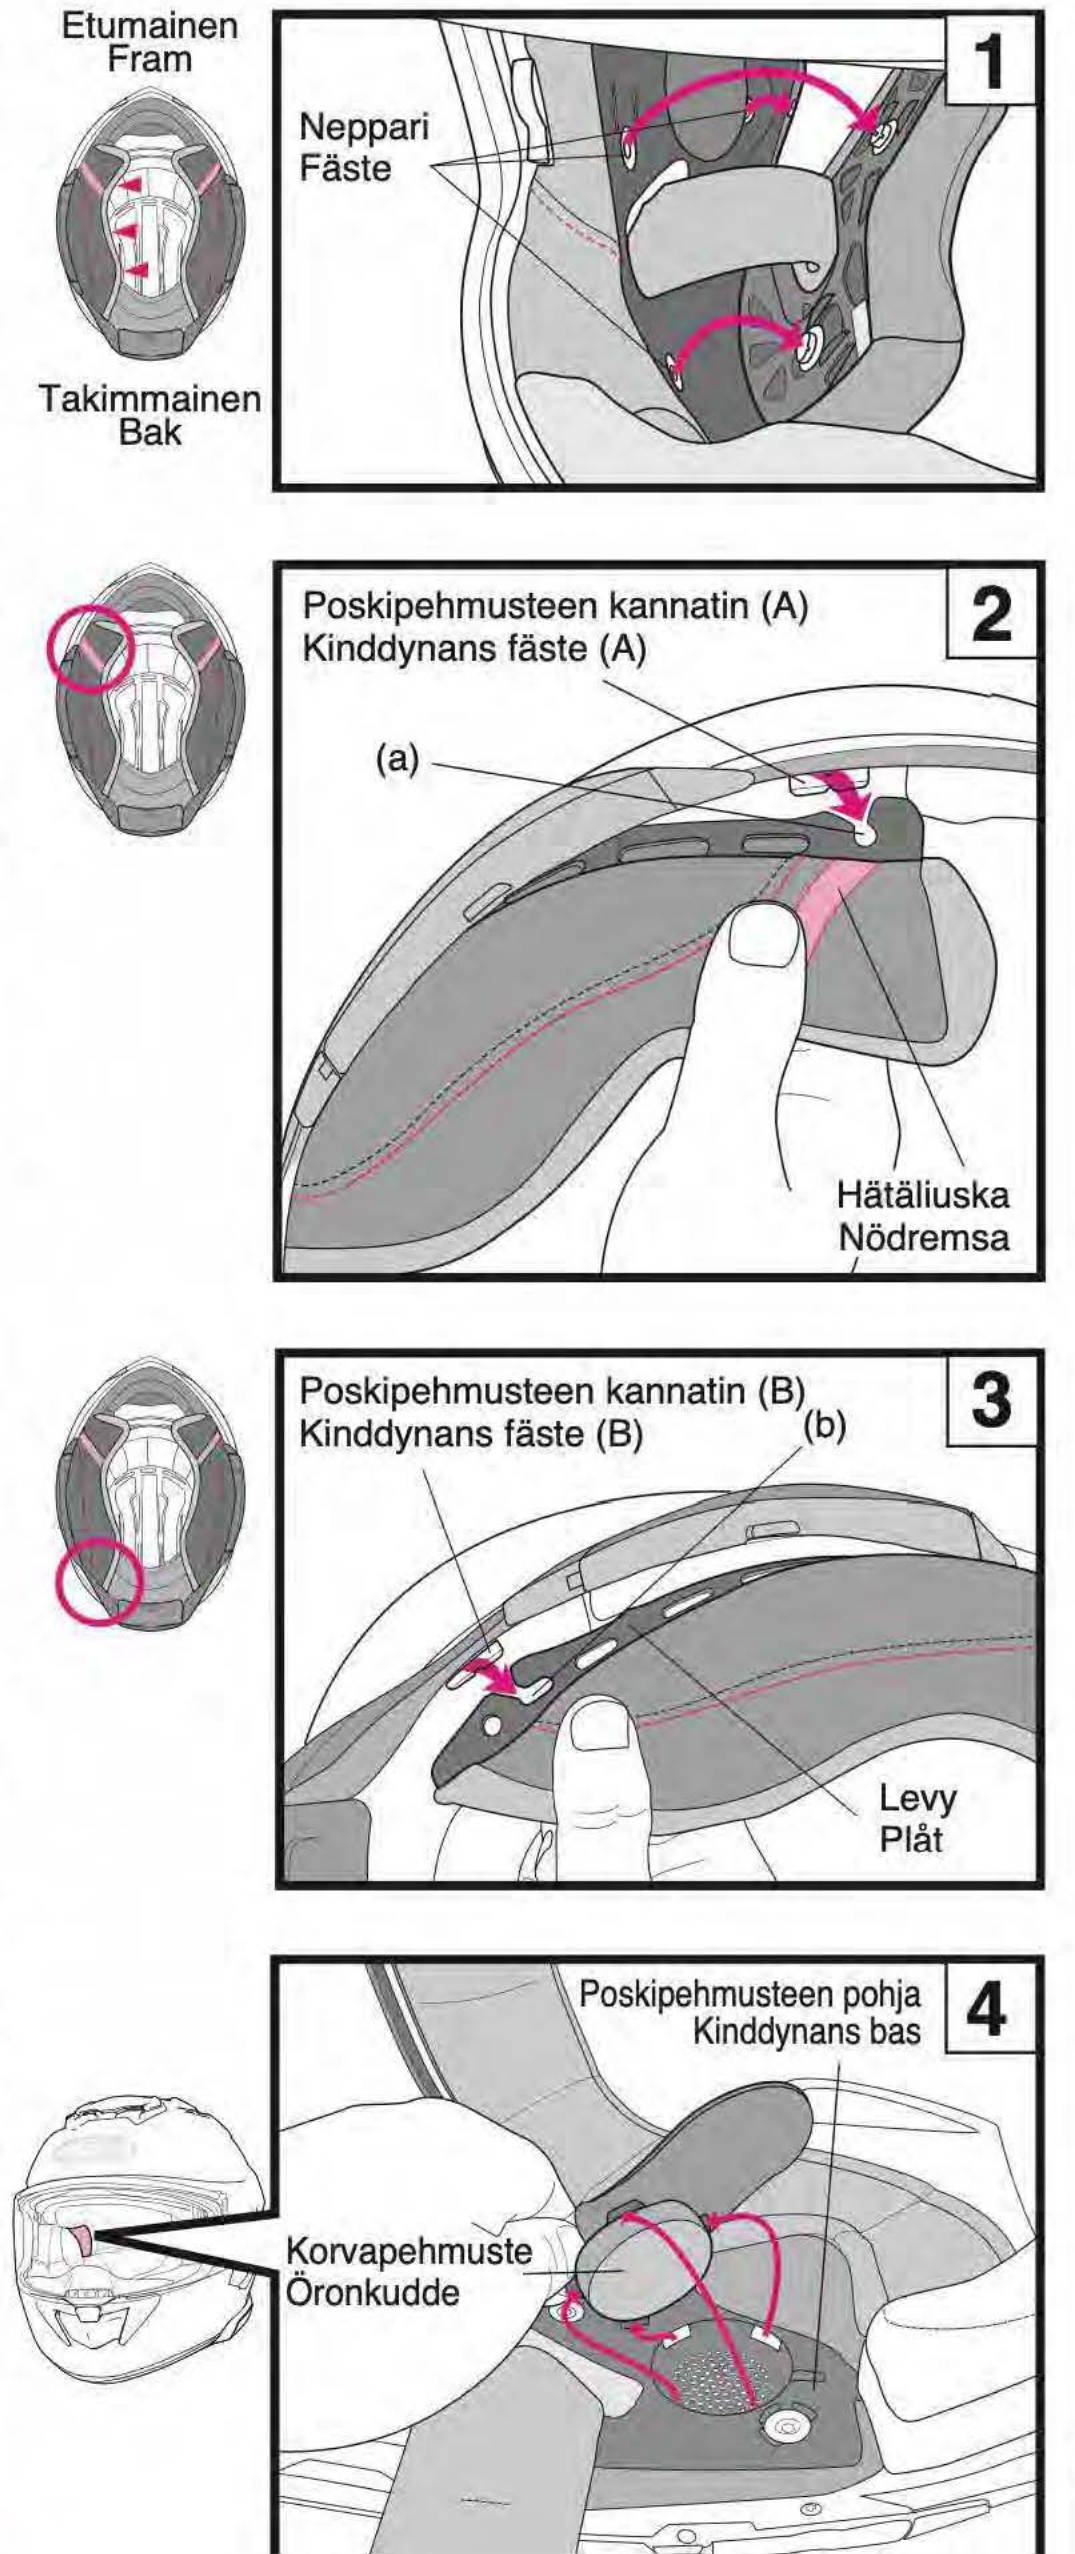 Etumainen
Fram
1
Neppari
Fäste
Takimmainen
Bak
2
Poskipehmusteen kannatin (A)
Kinddynans fäste (A)
(a)
Hätäliuska
Nödremsa
3
Poskipehmusteen kannatin (B)
Kinddynans fäste (B)
(b)
Levy
Plåt
4
Poskipehmusteen pohja
Kinddynans bas
Korvapehmuste
Öronkudde